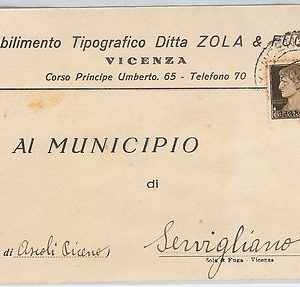 bilimento Tipografico Ditta ZOLA &
VICENZA
Corso Principe Umberto. 65 - Telefono 70
Al MUNICIPIO
di
di Ascoli Piceno) Servigliano
Zola & Fuga - Vicenza